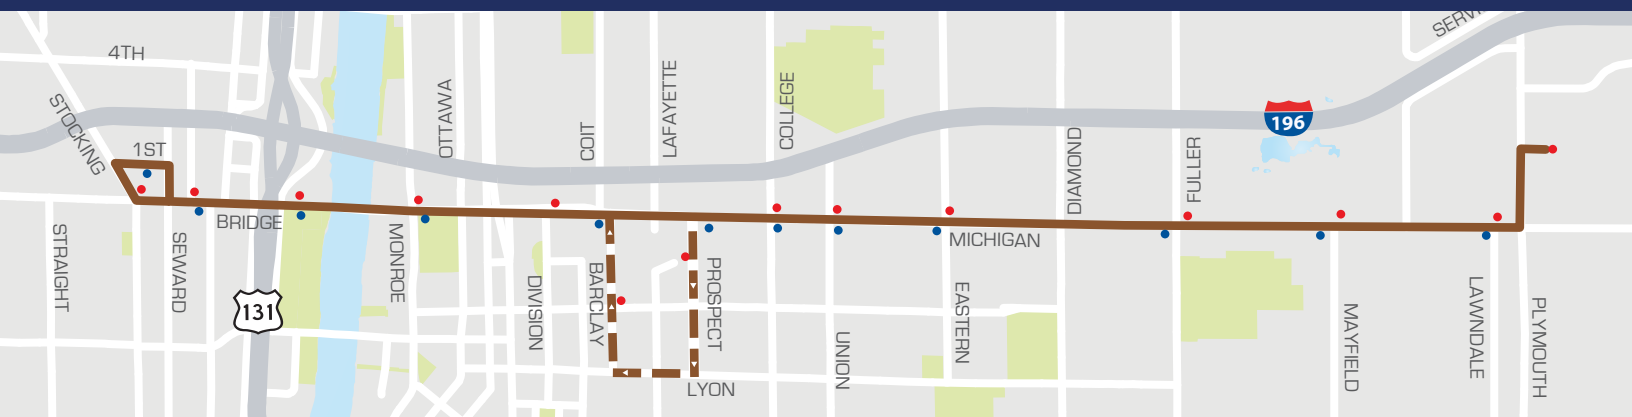 SERVI
4TH
STOCKING
OTTAWA
COIT
LAFAYETTE
COLLEGE
196
DIAMOND
FULLER
1ST
BRIDGE
MICHIGAN
STRAIGHT
SEWARD
131
MONROE
DIVISION
BARCLAY
PROSPECT
LYON
UNION
EASTERN
MAYFIELD
LAWNDALE
PLYMOUTH